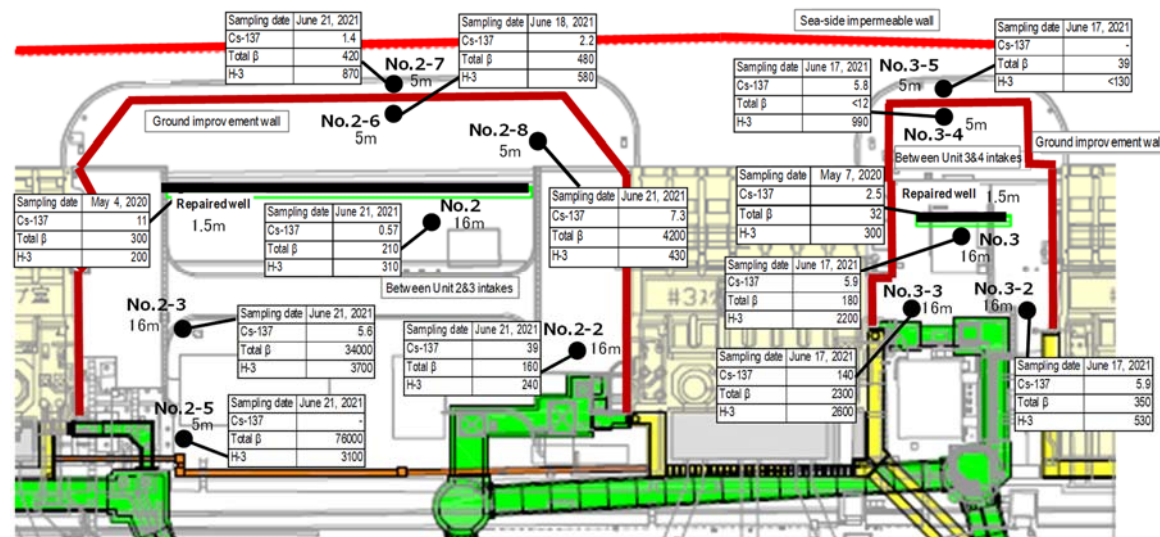 Sampling date June 21, 2021
Cs-137 1.4
Total β 420
H-3 870
Sampling date June 18, 2021
Cs-137 2.2
Total β 480
H-3 580
Sea-side impermeable wall
Sampling date June 17, 2021
Cs-137 -
Total β 39
H-3 <130
No.2-7
5m
No.3-5
5m
Sampling date June 17, 2021
Cs-137 5.8
Total β <12
H-3 990
Ground improvement wall
No.2-6
5m
No.2-8
5m
No.3-4
5m
Ground improvement wall
Between Unit 3&4 intakes
Sampling date May 4, 2020
Cs-137 11
Total β 300
H-3 200
Repaired well
1.5m
Sampling date June 21, 2021
Cs-137 0.57
Total β 210
H-3 310
No.2
16m
Sampling date June 21, 2021
Cs-137 7.3
Total β 4200
H-3 430
Sampling date May 7, 2020
Cs-137 2.5
Total β 32
H-3 300
Repaired well
1.5m
No.3
16m
Between Unit 2&3 intakes
Sampling date June 17, 2021
Cs-137 5.9
Total β 180
H-3 2200
No.2-3
16m
Sampling date June 21, 2021
Cs-137 5.6
Total β 34000
H-3 3700
Sampling date June 21, 2021
Cs-137 39
Total β 160
H-3 240
No.2-2
16m
No.3-3
16m
No.3-2
16m
Sampling date June 17, 2021
Cs-137 140
Total β 2300
H-3 2600
Sampling date June 17, 2021
Cs-137 5.9
Total β 350
H-3 530
No.2-5
5m
Sampling date June 21, 2021
Cs-137 -
Total β 76000
H-3 3100